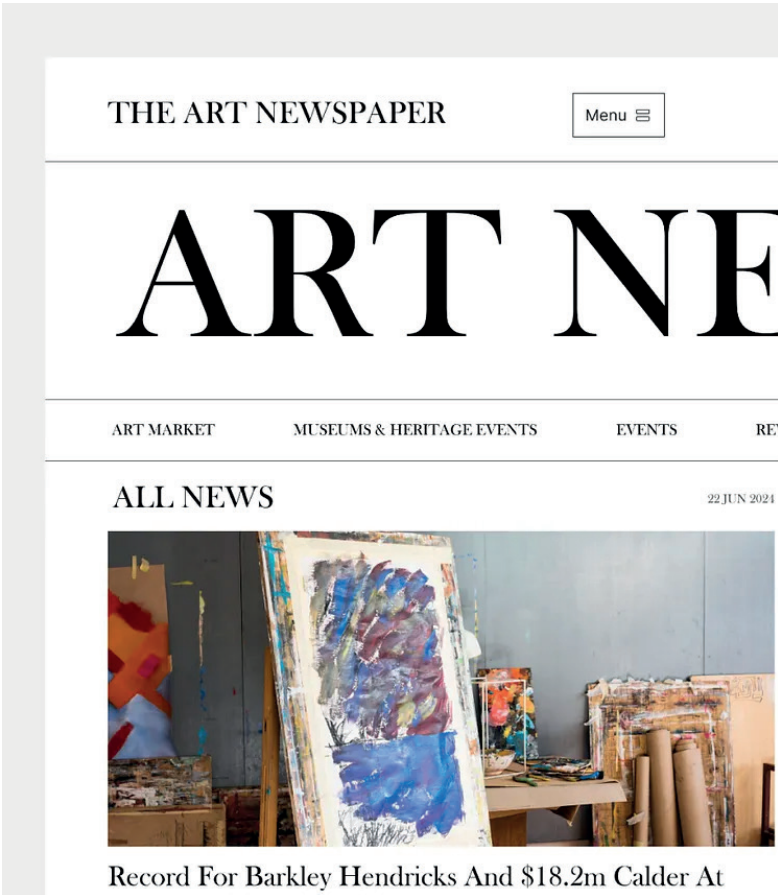 THE ART NEWSPAPER
Menu
ART NE
ART MARKET MUSEUMS & HERITAGE EVENTS EVENTS RE
ALL NEWS
22 JUN 2024
Record For Barkley Hendricks And $18.2m Calder At